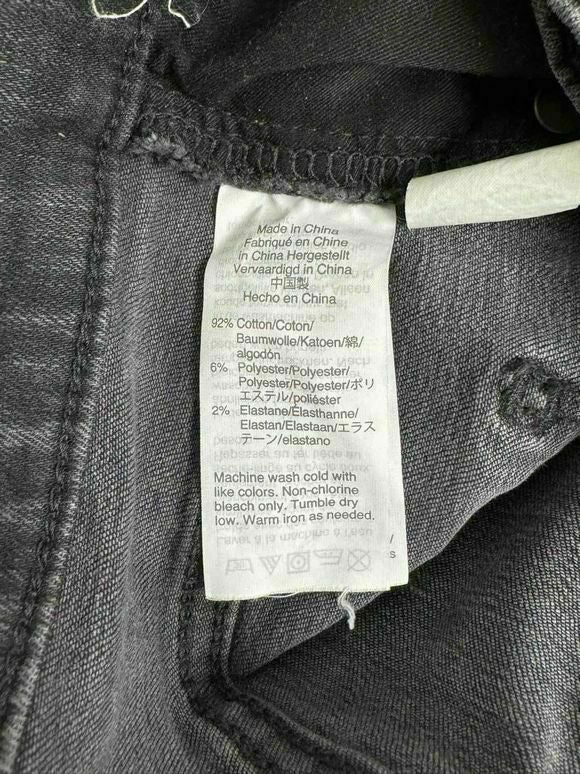 Made in China
Fabriqué en Chine
in China Hergestellt
Vervaardigd in China
中国製
Hecho en China
92% Cotton/Coton/
Baumwolle/Katoen/綿/
algodón
6% Polyester/Polyester/
Polyester/Polyester/ポリ
エステル/poliéster
2% Elastane/Élasthanne/
Elastan/Elastaan/エラス
テーン/elastano
Machine wash cold with
like colors. Non-chlorine
bleach only. Tumble dry
low. Warm iron as needed.